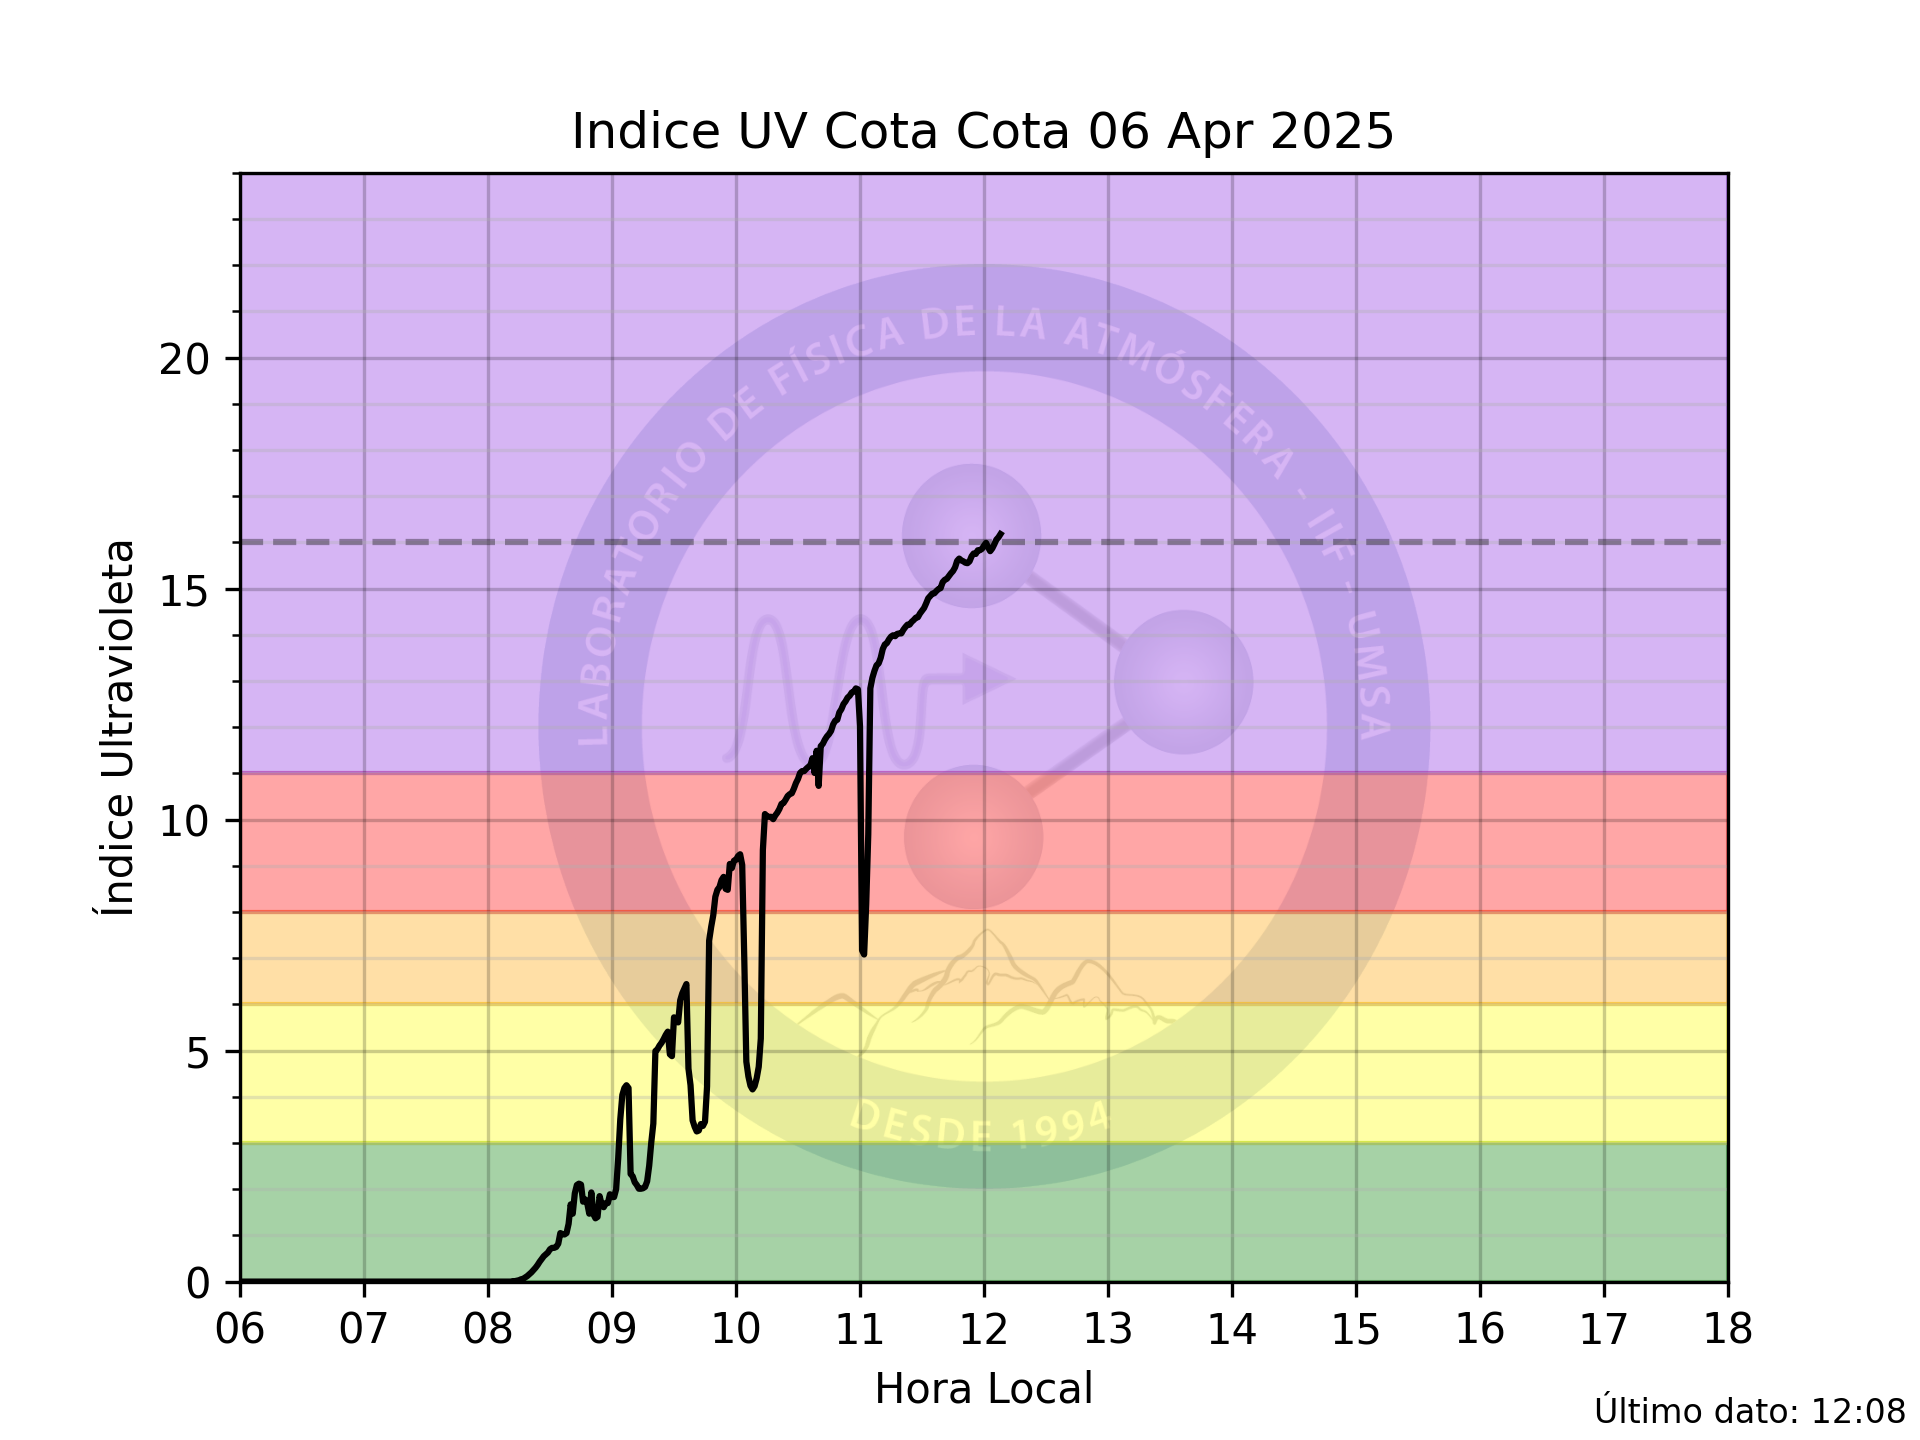 Indice UV Cota Cota 06 Apr 2025
LABORATORIO DE FÍSICA DE LA ATMÓSFERA - IIF - UMSA
DESDE 1994
Índice Ultravioleta
20
15
10
5
0
06 07 08 09 10 11 12 13 14 15 16 17 18
Hora Local
Último dato: 12:08